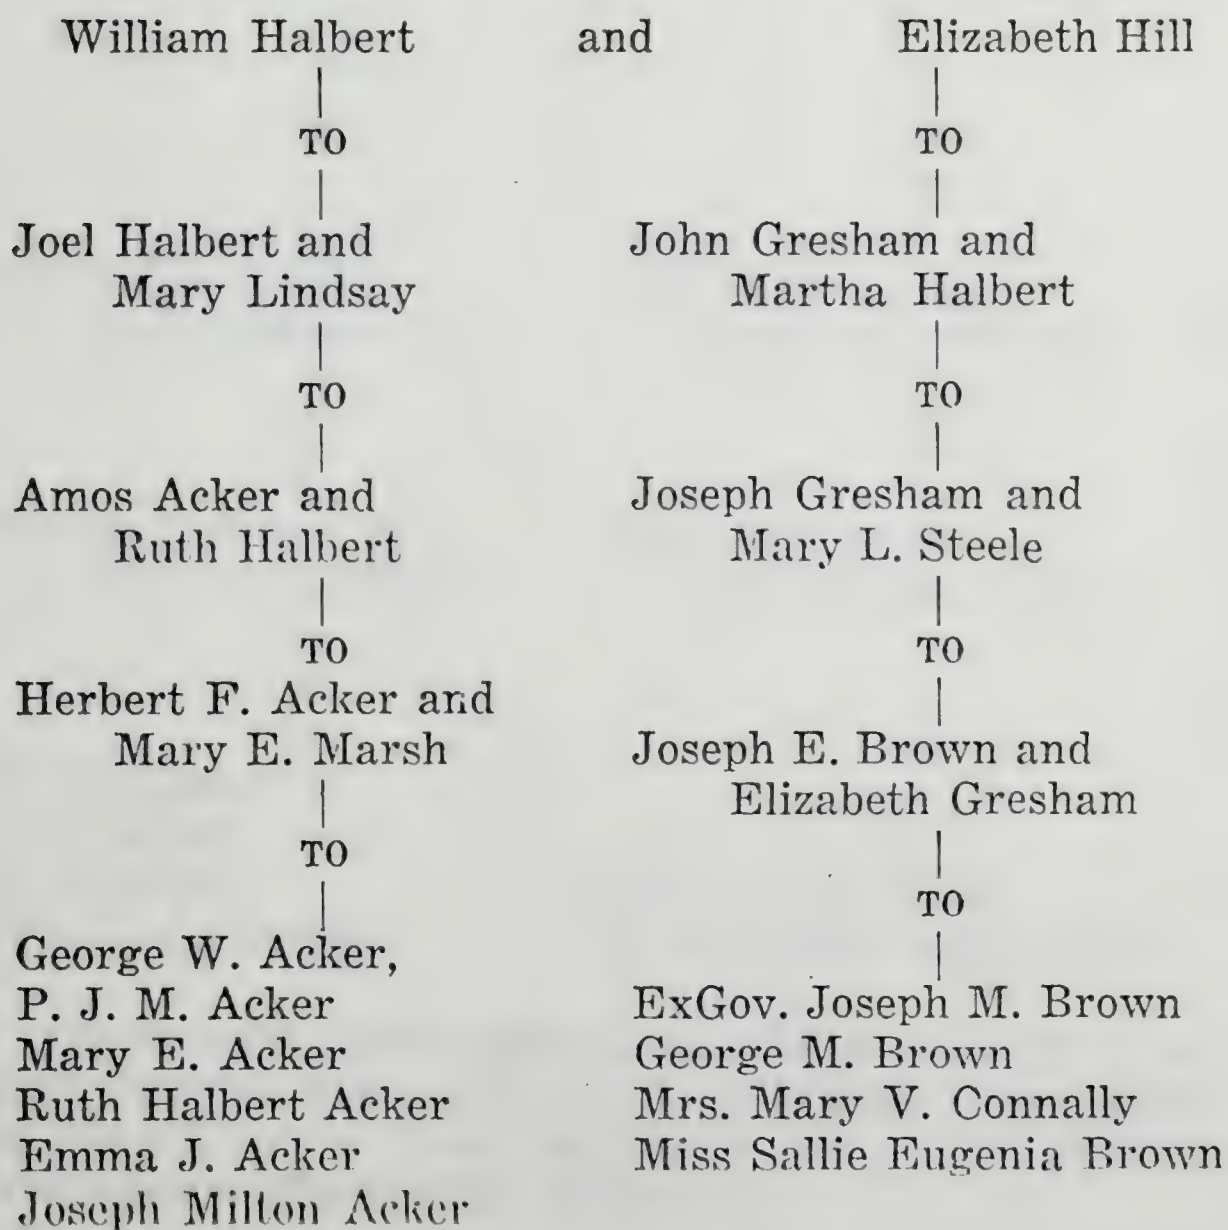 William Halbert and Elizabeth Hill
TO
Joel Halbert and
Mary Lindsay
TO
Amos Acker and
Ruth Halbert
TO
Herbert F. Acker and
Mary E. Marsh
TO
George W. Acker,
P. J. M. Acker
Mary E. Acker
Ruth Halbert Acker
Emma J. Acker
Joseph Milton Acker
TO
John Gresham and
Martha Halbert
TO
Joseph Gresham and
Mary L. Steele
TO
Joseph E. Brown and
Elizabeth Gresham
TO
ExGov. Joseph M. Brown
George M. Brown
Mrs. Mary V. Connally
Miss Sallie Eugenia Brown